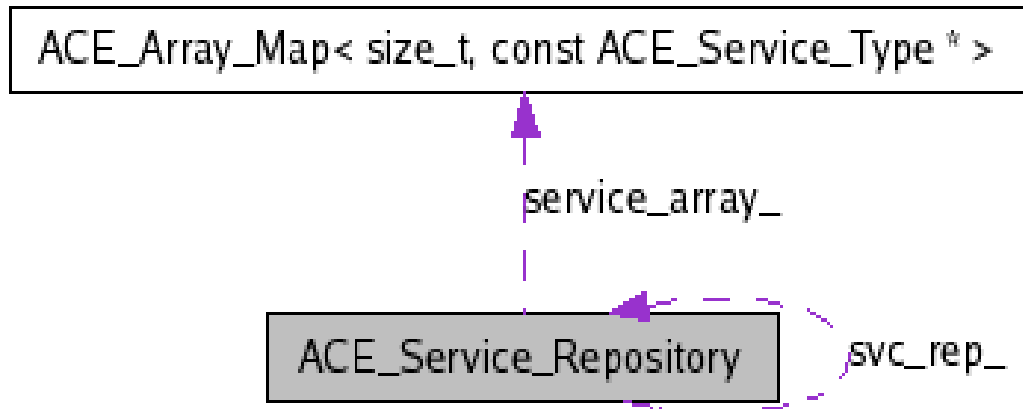 ACE_Array_Map< size_t, const ACE_Service_Type * >
service_array_
ACE_Service_Repository
svc_rep_